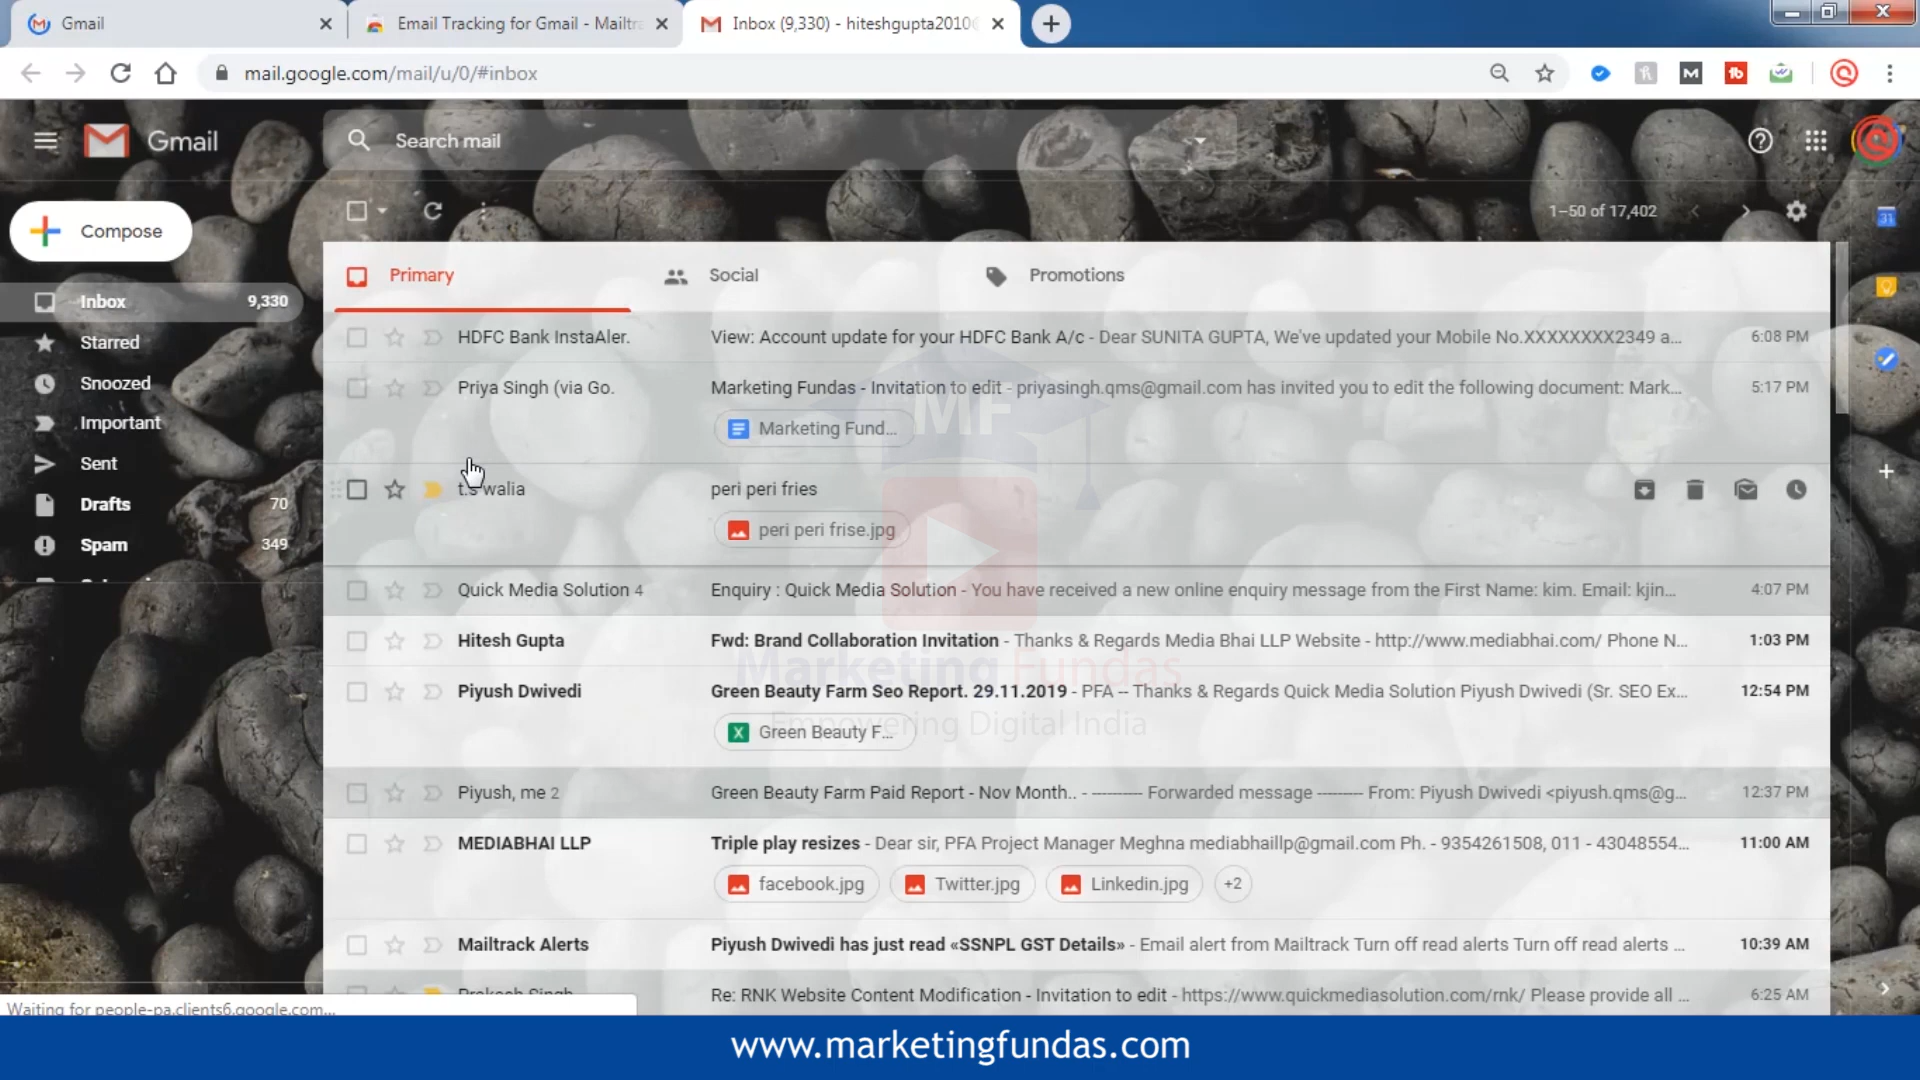 Gmail
Email Tracking for Gmail - Mailtra
Inbox (9,330) - hiteshgupta2010@
mail.google.com/mail/u/0/#inbox
Gmail
Search mail
Compose
1–50 of 17,402
Inbox 9,330
Starred
Snoozed
Important
Sent
Drafts 70
Spam 349
Primary
Social
Promotions
HDFC Bank InstaAler. View: Account update for your HDFC Bank A/c - Dear SUNITA GUPTA, We've updated your Mobile No.XXXXXXXX2349 a... 6:08 PM
Priya Singh (via Go. Marketing Fundas - Invitation to edit - priyasingh.qms@gmail.com has invited you to edit the following document: Mark... 5:17 PM
MF
Marketing Fund...
t.s walia peri peri fries
peri peri frise.jpg
Quick Media Solution 4 Enquiry : Quick Media Solution - You have received a new online enquiry message from the First Name: kim. Email: kjin... 4:07 PM
Hitesh Gupta Fwd: Brand Collaboration Invitation - Thanks & Regards Media Bhai LLP Website - http://www.mediabhai.com/ Phone N... 1:03 PM
Marketing Fundas
Piyush Dwivedi Green Beauty Farm Seo Report. 29.11.2019 - PFA -- Thanks & Regards Quick Media Solution Piyush Dwivedi (Sr. SEO Ex... 12:54 PM
Empowering Digital India
Green Beauty F...
Piyush, me 2 Green Beauty Farm Paid Report - Nov Month.. - ---------- Forwarded message --------- From: Piyush Dwivedi <piyush.qms@g... 12:37 PM
MEDIABHAI LLP Triple play resizes - Dear sir, PFA Project Manager Meghna mediabhaillp@gmail.com Ph. - 9354261508, 011 - 43048554... 11:00 AM
facebook.jpg Twitter.jpg Linkedin.jpg +2
Mailtrack Alerts Piyush Dwivedi has just read «SSNPL GST Details» - Email alert from Mailtrack Turn off read alerts Turn off read alerts ... 10:39 AM
Prakash Singh Re: RNK Website Content Modification - Invitation to edit - https://www.quickmediasolution.com/rnk/ Please provide all ... 6:25 AM
Waiting for people-pa.clients6.google.com...
www.marketingfundas.com